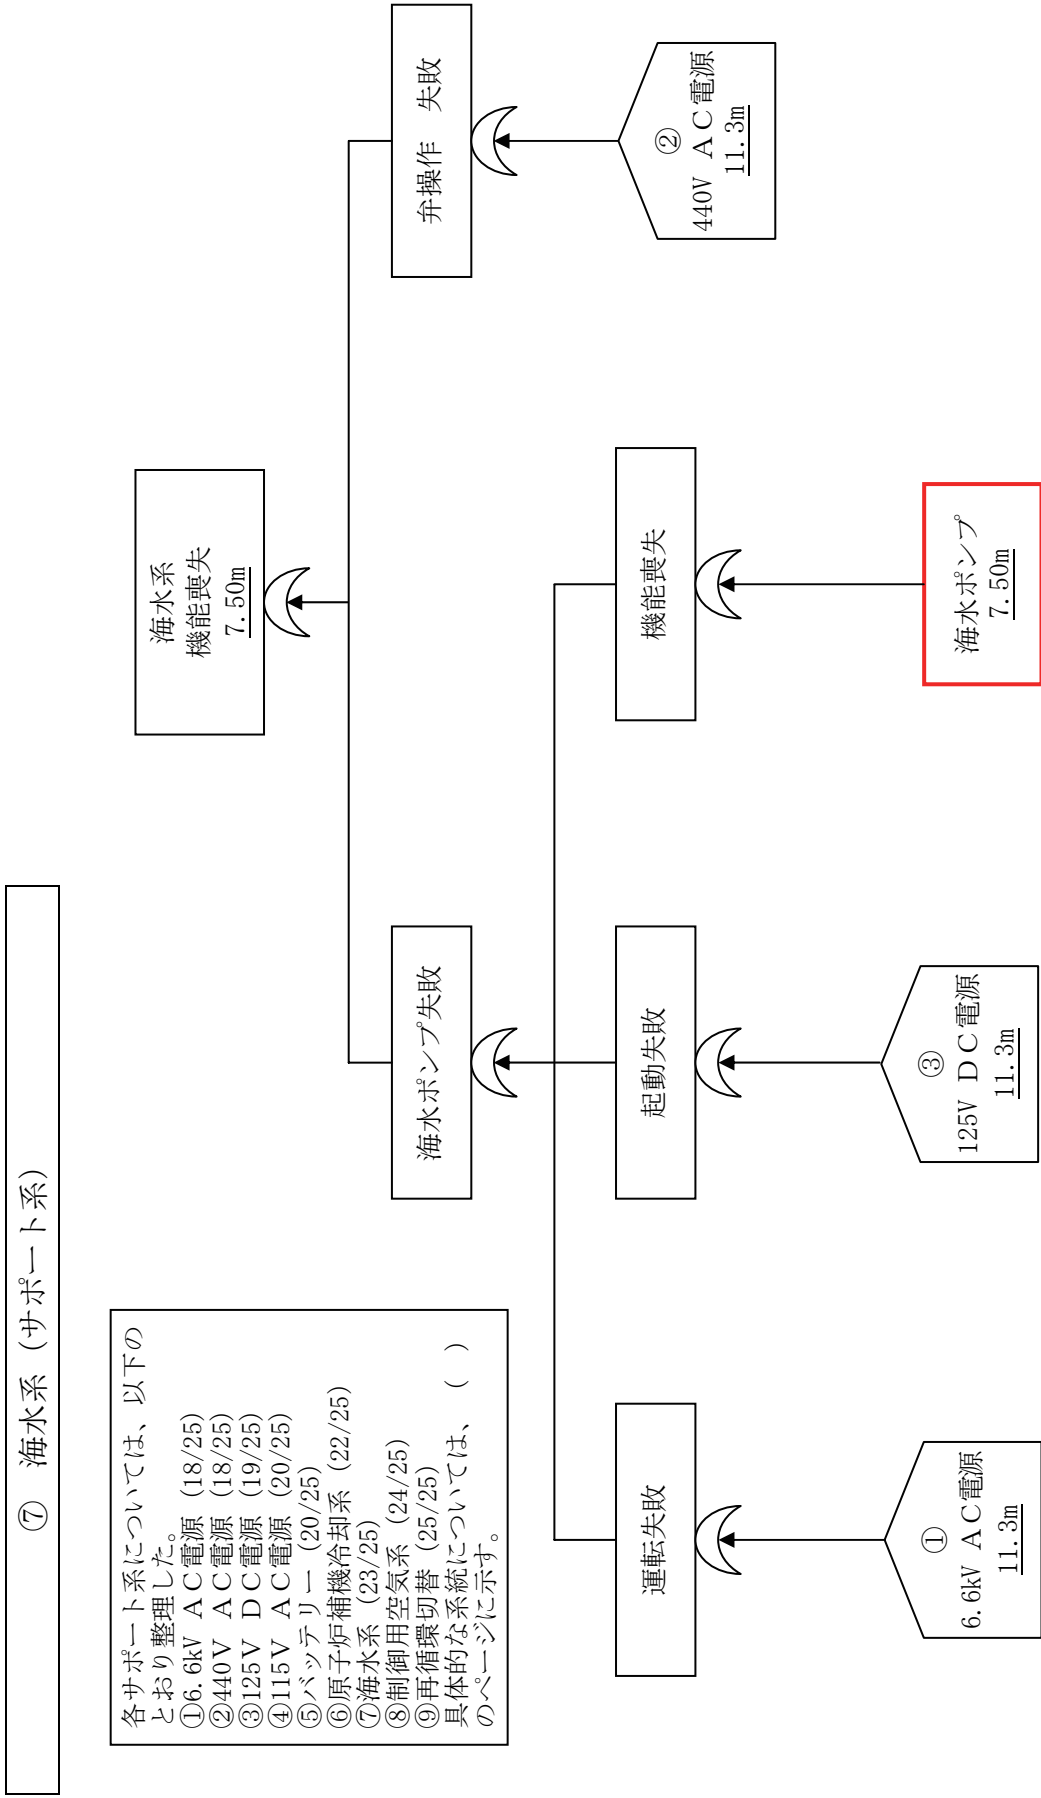 ⑦ 海水系（サポート系）
各サポート系については、以下の
とおり整理した。
①6.6kV ＡＣ電源（18/25）
②440V ＡＣ電源（18/25）
③125V ＤＣ電源（19/25）
④115V ＡＣ電源（20/25）
⑤バッテリー（20/25）
⑥原子炉補機冷却系（22/25）
⑦海水系（23/25）
⑧制御用空気系（24/25）
⑨再循環切替（25/25）
具体的な系統については、（ ）
のページに示す。
海水系
機能喪失
7.50m
海水ポンプ失敗
弁操作 失敗
運転失敗
起動失敗
機能喪失
②
440V ＡＣ電源
11.3m
①
6.6kV ＡＣ電源
11.3m
③
125V ＤＣ電源
11.3m
海水ポンプ
7.50m